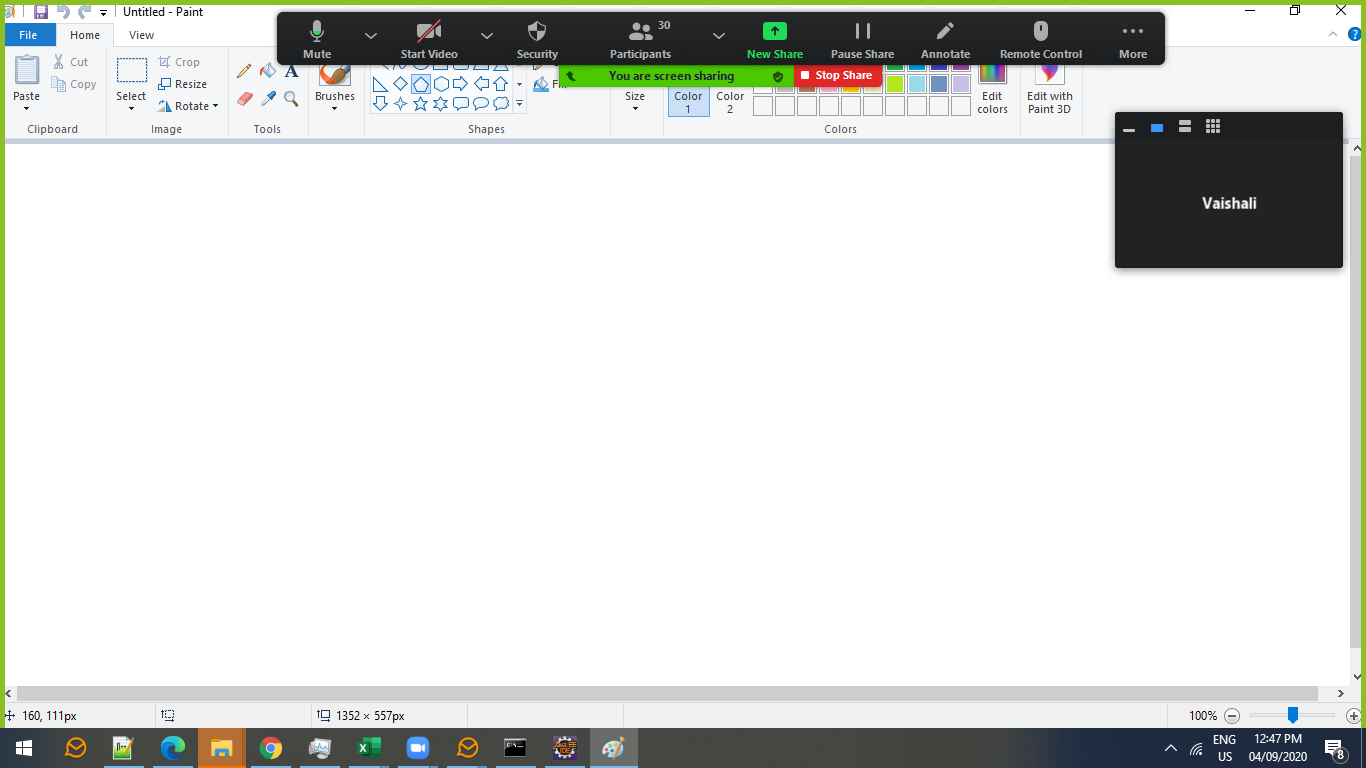 Untitled - Paint
File Home View
Mute Start Video Security Participants 30 New Share Pause Share Annotate Remote Control More
You are screen sharing Stop Share
Paste Cut Copy
Select Crop Resize Rotate
Brushes
Size
Color 1
Color 2
Edit colors
Edit with Paint 3D
Clipboard Image Tools Shapes Colors
Vaishali
160, 111px 1352 × 557px 100%
ENG US
12:47 PM
04/09/2020
8